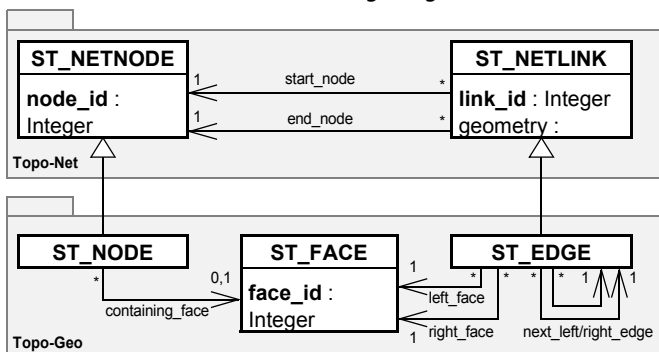 ST_NETNODE
node_id :
Integer
1
start_node
*
1
end_node
*
ST_NETLINK
link_id : Integer
geometry :
Topo-Net
ST_NODE
*
containing_face
0,1
ST_FACE
face_id :
Integer
ST_EDGE
1
*
*
*
*
1
1
left_face
1
right_face
next_left/right_edge
Topo-Geo